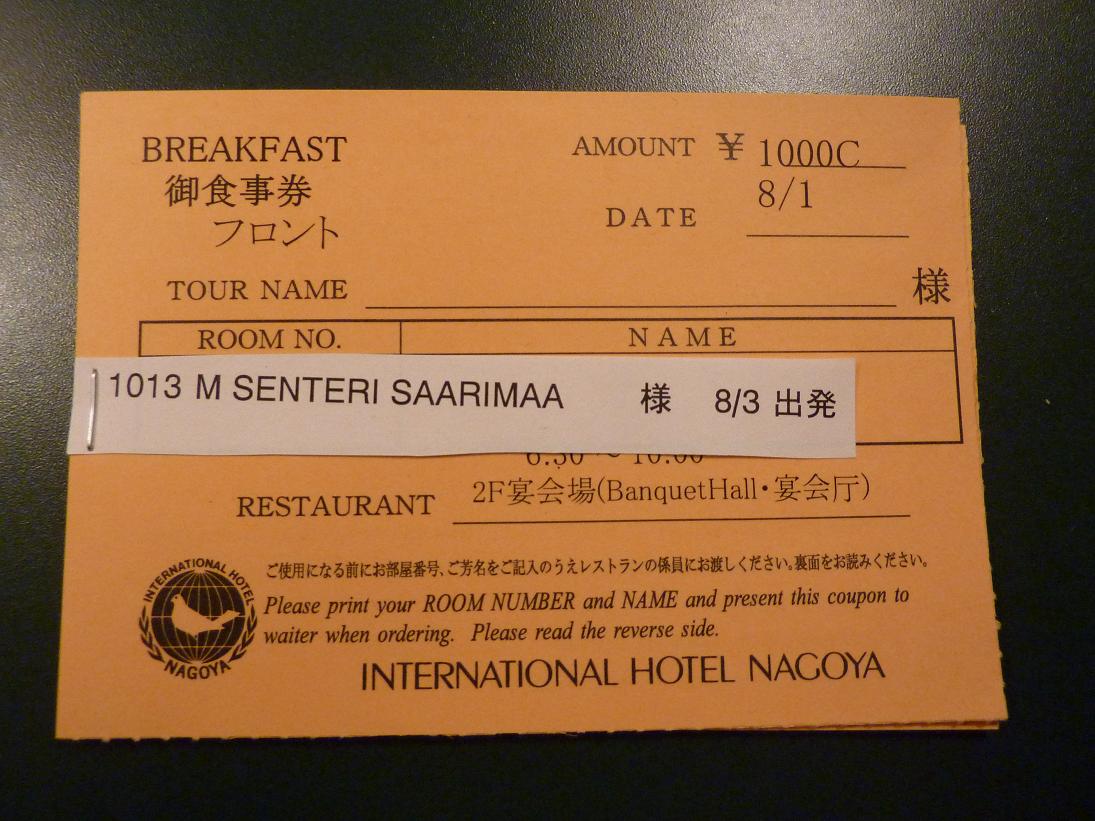 BREAKFAST
御食事券
フロント
AMOUNT ¥ 1000C
DATE 8/1
TOUR NAME 様
ROOM NO. NAME
1013 M SENTERI SAARIMAA 様 8/3 出発
6:30 ~ 10:00
RESTAURANT 2F宴会場(BanquetHall・宴会厅)
ご使用になる前にお部屋番号、ご芳名をご記入のうえレストランの係員にお渡しください。裏面をお読みください。
Please print your ROOM NUMBER and NAME and present this coupon to
waiter when ordering. Please read the reverse side.
INTERNATIONAL HOTEL
NAGOYA
INTERNATIONAL HOTEL NAGOYA